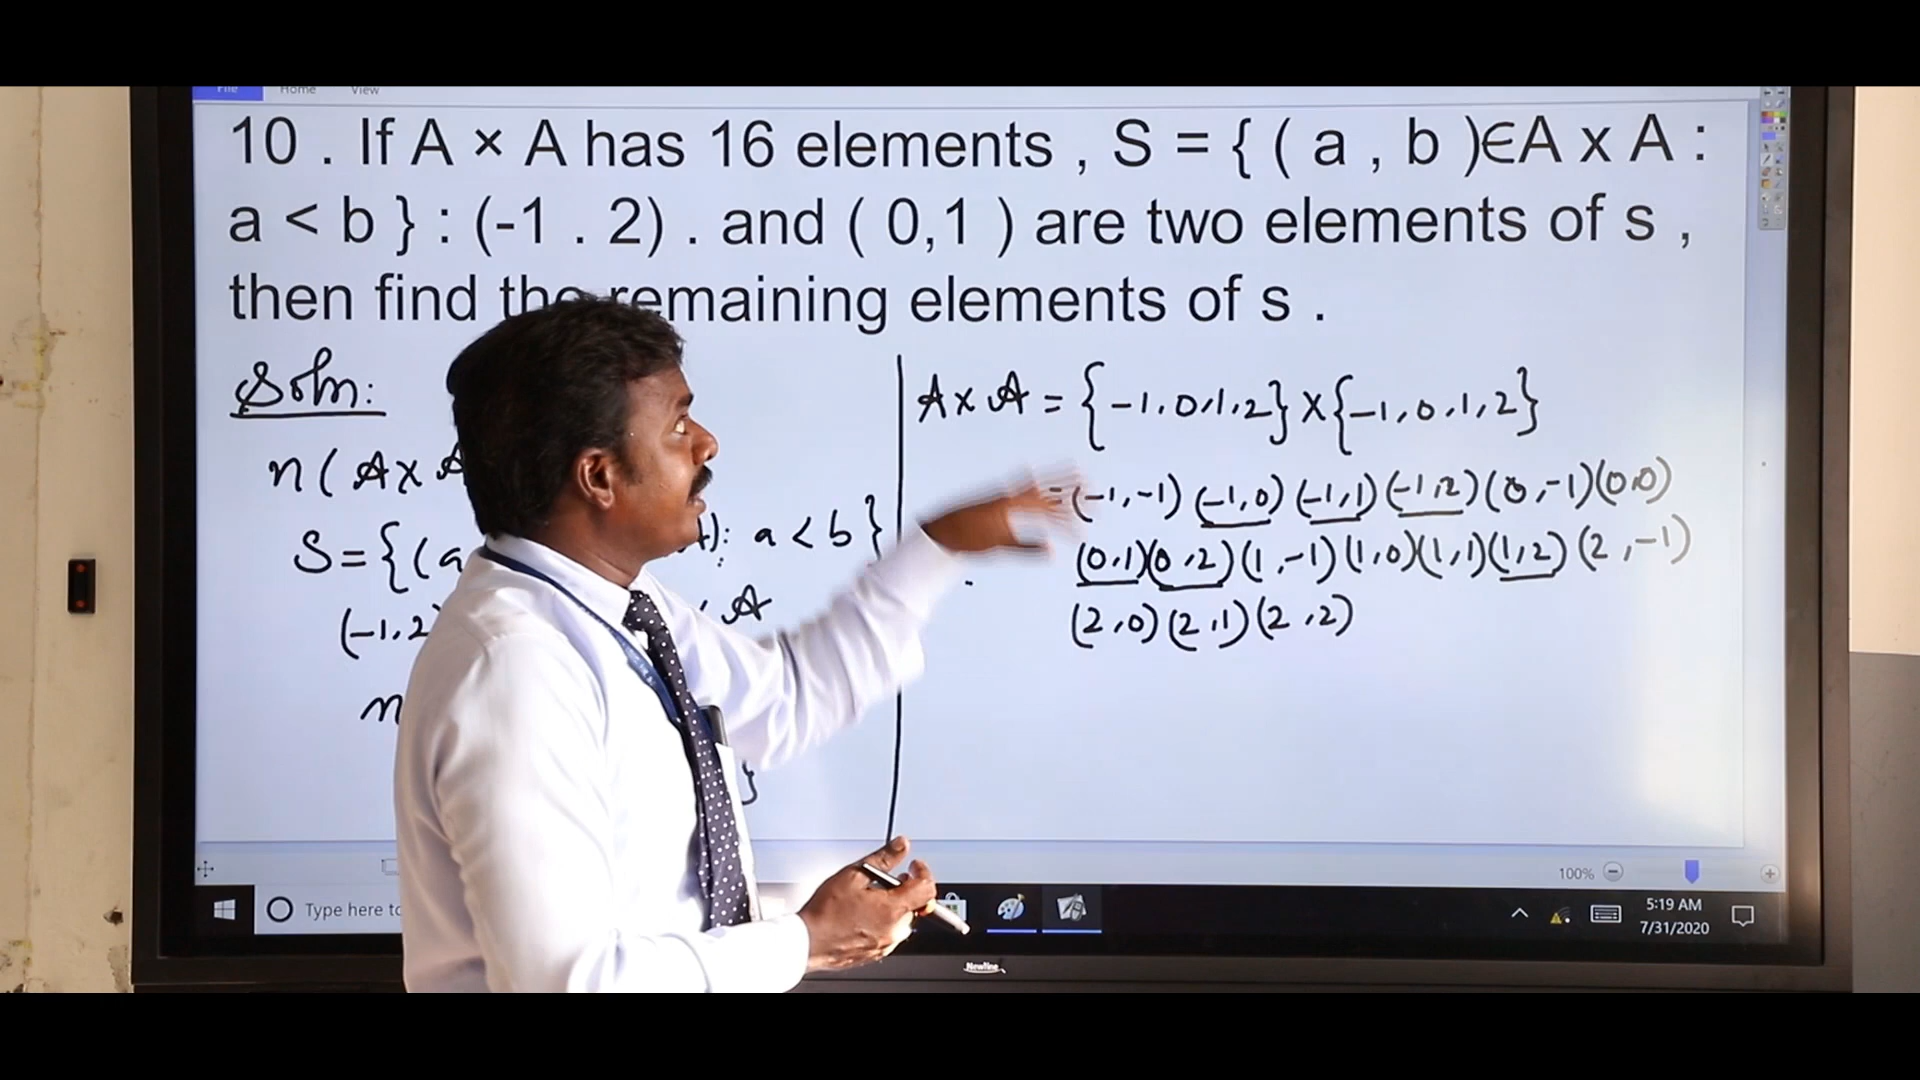 File Home View
10 . If A × A has 16 elements , S = { ( a , b )∈A x A :
a < b } : (-1 . 2) . and ( 0,1 ) are two elements of s ,
then find the remaining elements of s .
Soln:
n( A× A
S={(a ): a < b }
(-1,2 A
n
}
A× A = {-1,0,1,2} × {-1,0,1,2}
= (-1,-1) (-1,0) (-1,1) (-1,2) (0,-1)(0,0)
(0,1)(0,2)(1,-1)(1,0)(1,1)(1,2)(2,-1)
(2,0)(2,1)(2,2)
100%
Type here to
5:19 AM
7/31/2020
Newline